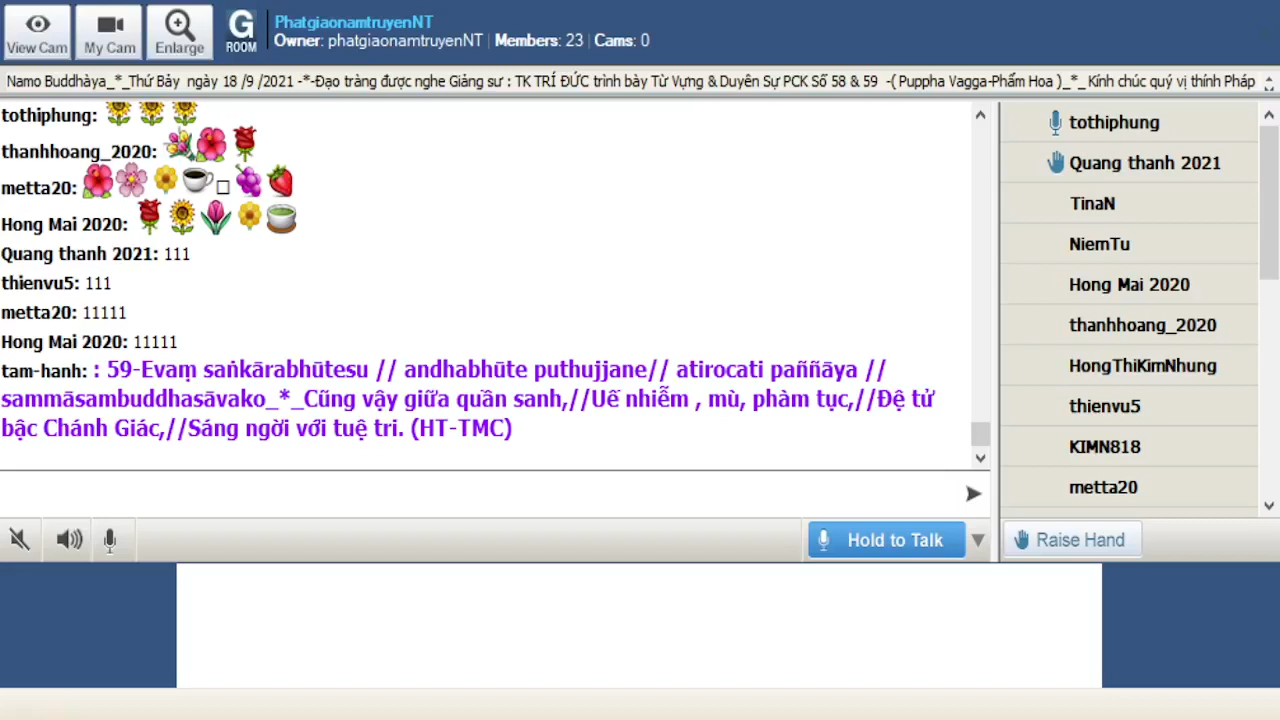 View Cam
My Cam
Enlarge
G
ROOM
PhatgiaonamtruyenNT
Owner: phatgiaonamtruyenNT | Members: 23 | Cams: 0
Namo Buddhàya_*_Thứ Bảy ngày 18 /9 /2021 -*-Đạo tràng được nghe Giảng sư : TK TRÍ ĐỨC trình bày Từ Vựng & Duyên Sự PCK Số 58 & 59 -( Puppha Vagga-Phẩm Hoa )_*_ Kính chúc quý vị thính Pháp
tothiphung:
thanhhoang_2020:
metta20:
Hong Mai 2020:
Quang thanh 2021: 111
thienvu5: 111
metta20: 11111
Hong Mai 2020: 11111
tam-hanh: : 59-Evaṃ saṅkārabhūtesu // andhabhūte puthujjane// atirocati paññāya //
sammāsambuddhasāvako_*_Cũng vậy giữa quần sanh,//Uế nhiễm , mù, phàm tục,//Đệ tử
bậc Chánh Giác,//Sáng ngời với tuệ tri. (HT-TMC)
Hold to Talk
tothiphung
Quang thanh 2021
TinaN
NiemTu
Hong Mai 2020
thanhhoang_2020
HongThiKimNhung
thienvu5
KIMN818
metta20
Raise Hand